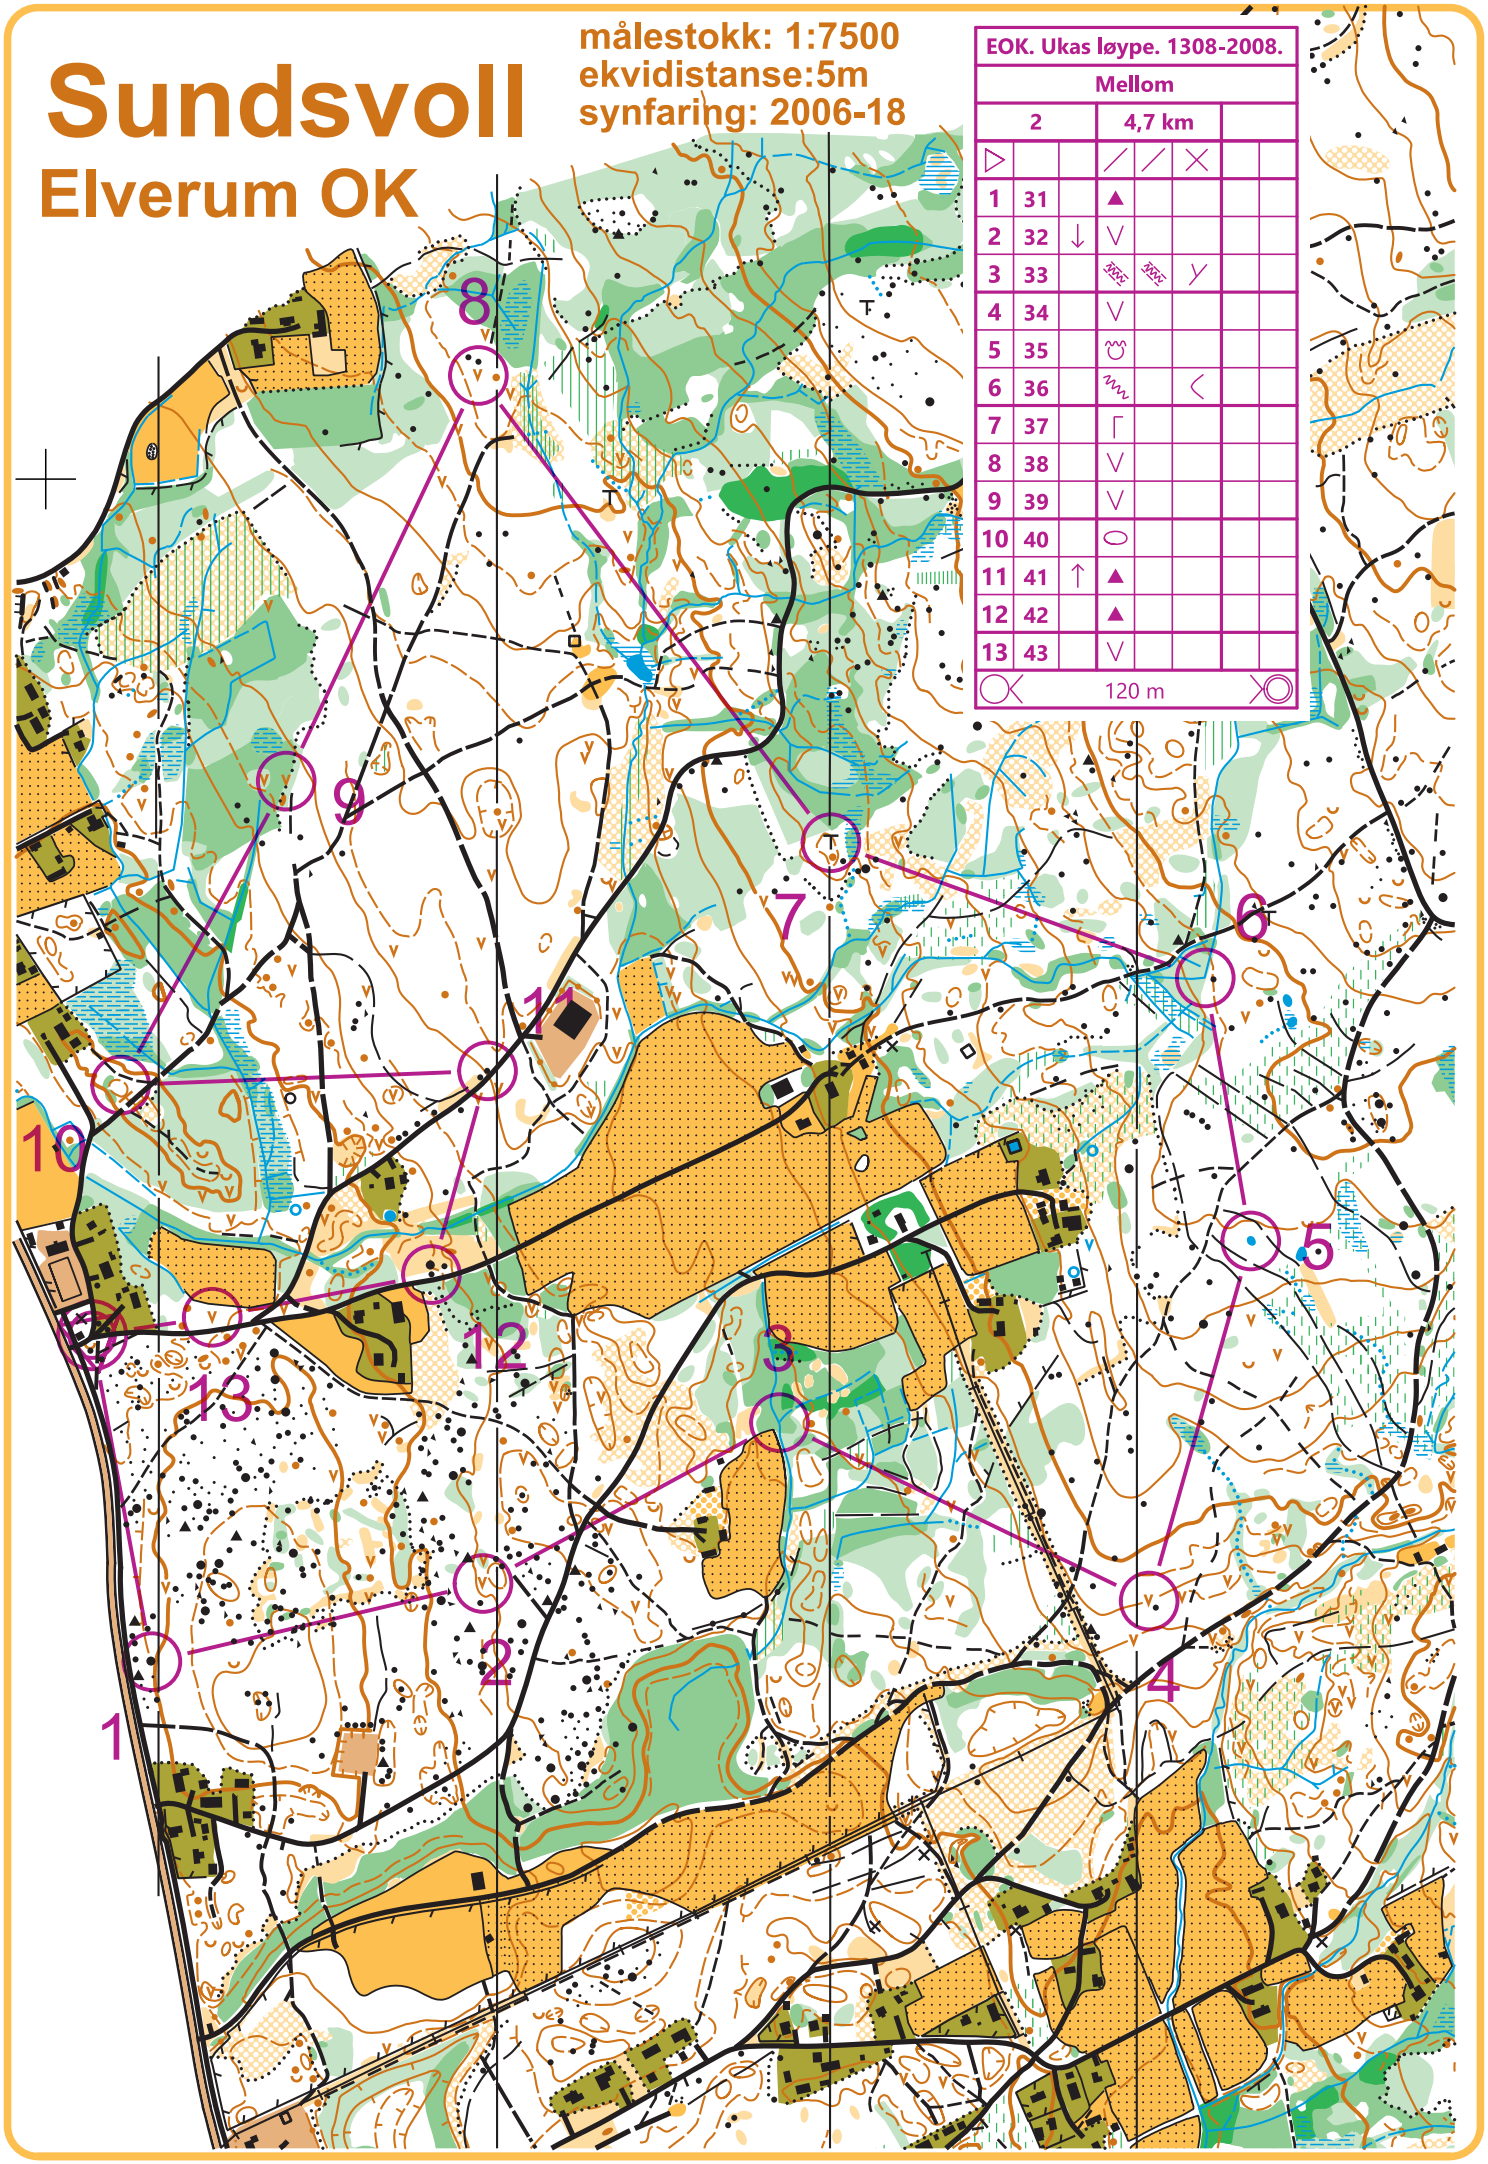 Sundsvoll
Elverum OK
målestokk: 1:7500
ekvidistanse:5m
synfaring: 2006-18
EOK. Ukas løype. 1308-2008.
Mellom
2 4,7 km
1 31
2 32
3 33
4 34
5 35
6 36
7 37
8 38
9 39
10 40
11 41
12 42
13 43
120 m
8
9
7
6
11
10
5
3
12
13
2
4
1